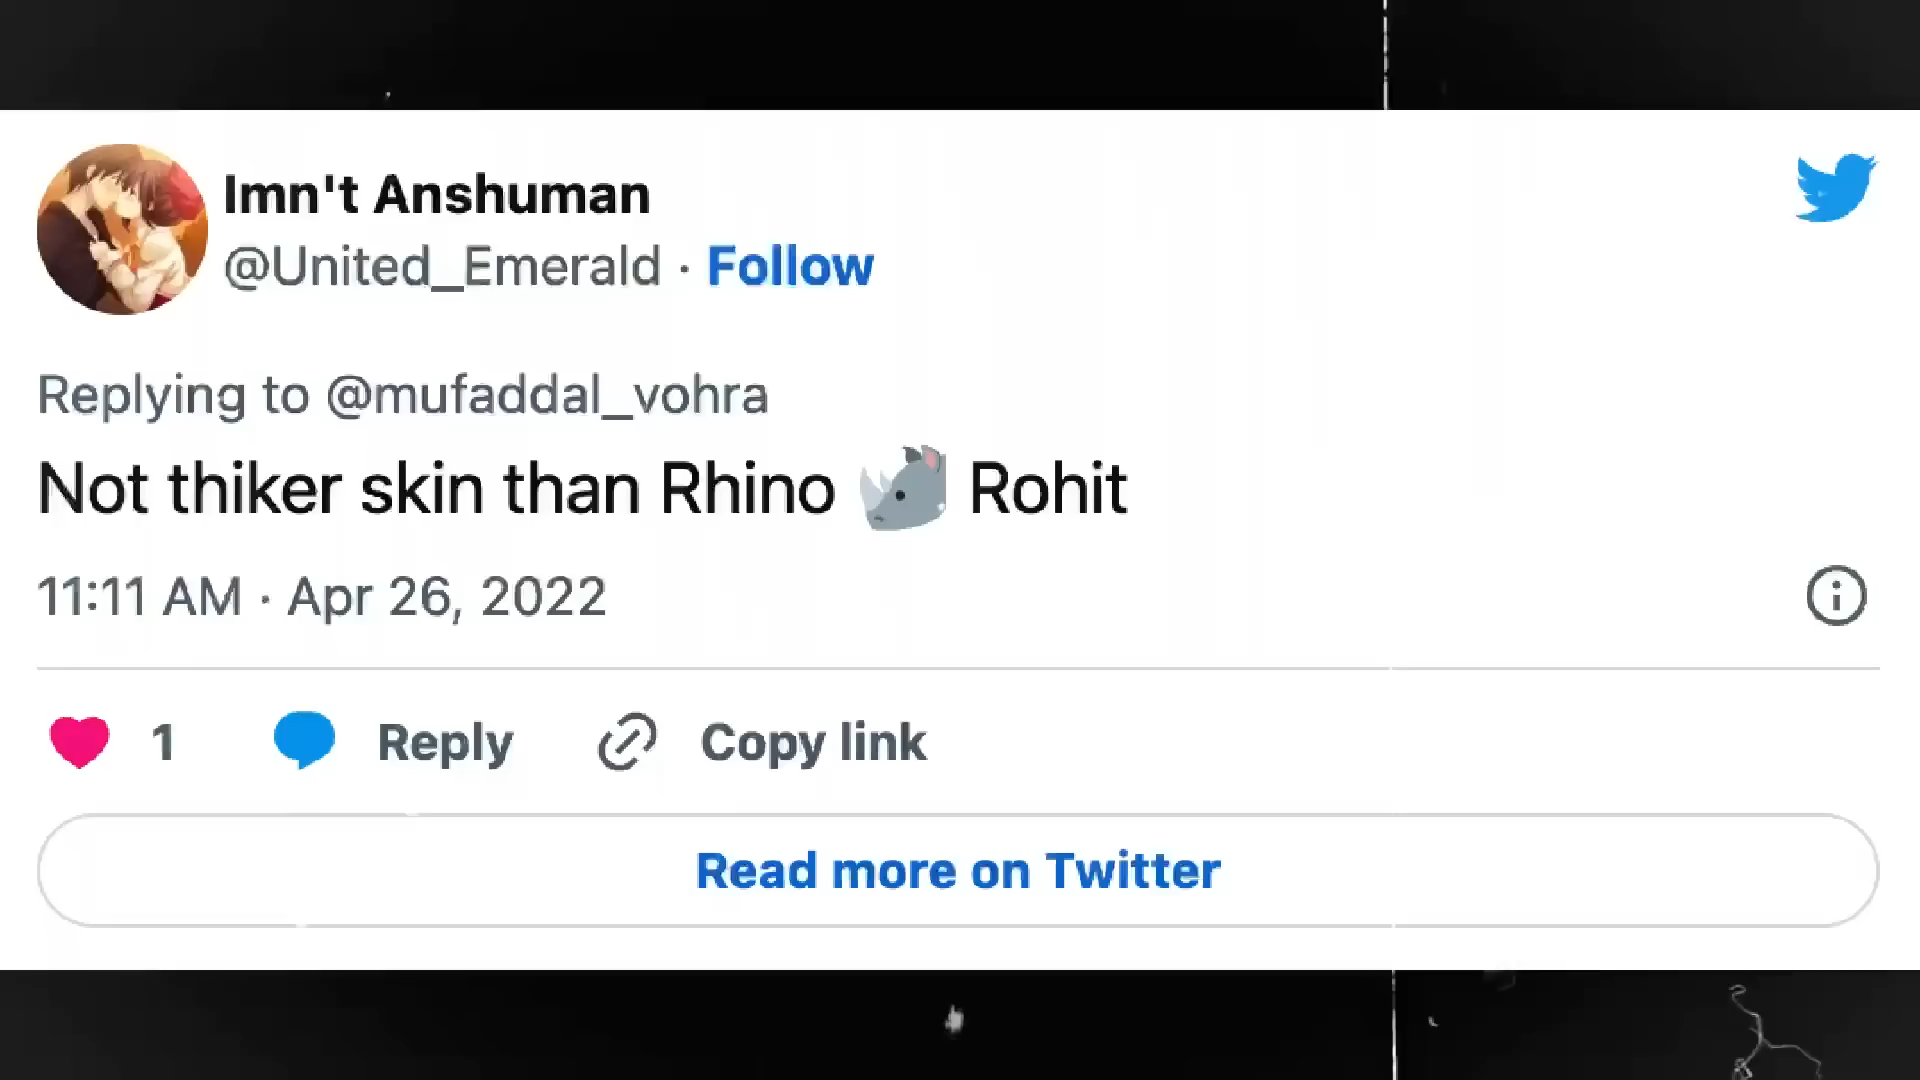 Imn't Anshuman
@United_Emerald · Follow
Replying to @mufaddal_vohra
Not thiker skin than Rhino 🦏 Rohit
11:11 AM · Apr 26, 2022
1 Reply Copy link
Read more on Twitter